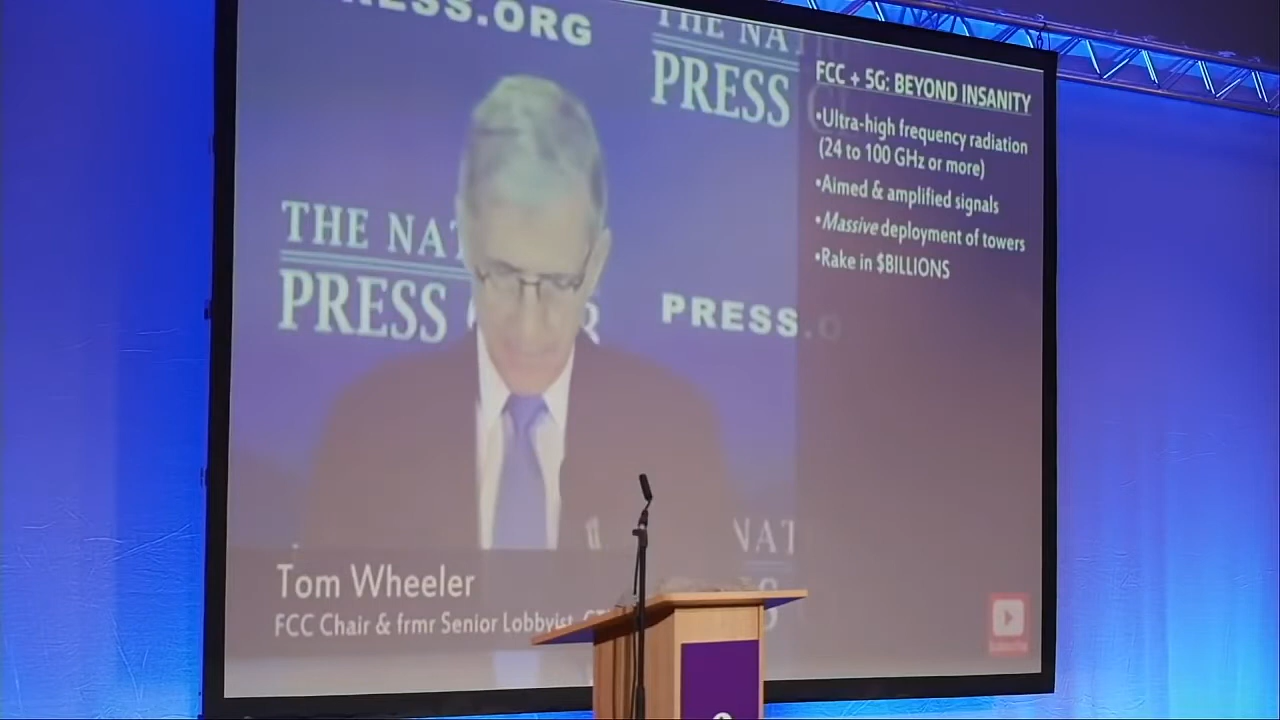 RESS.ORG
THE NATI
PRESS
THE NAT
PRESS
PRESS.O
NAT
FCC + 5G: BEYOND INSANITY
•Ultra-high frequency radiation
(24 to 100 GHz or more)
•Aimed & amplified signals
•Massive deployment of towers
•Rake in $BILLIONS
Tom Wheeler
FCC Chair & frmr Senior Lobbyist